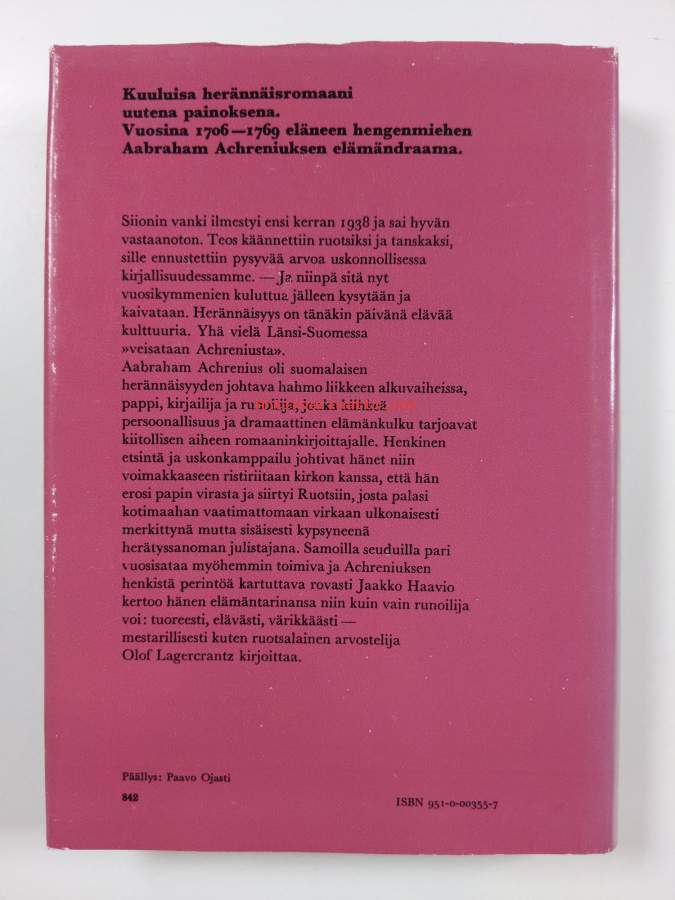 Kuuluisa herännäisromaani
uutena painoksena.
Vuosina 1706—1769 eläneen hengenmiehen
Aabraham Achreniuksen elämändraama.
Siionin vanki ilmestyi ensi kerran 1938 ja sai hyvän
vastaanoton. Teos käännettiin ruotsiksi ja tanskaksi,
sille ennustettiin pysyvää arvoa uskonnollisessa
kirjallisuudessamme. — Ja niinpä sitä nyt
vuosikymmenien kuluttua jälleen kysytään ja
kaivataan. Herännäisyys on tänäkin päivänä elävää
kulttuuria. Yhä vielä Länsi-Suomessa
»veisataan Achreniusta».
Aabraham Achrenius oli suomalaisen
herännäisyyden johtava hahmo liikkeen alkuvaiheissa,
pappi, kirjailija ja runoilija, jonka
persoonallisuus ja dramaattinen elämänkulku tarjoavat
kiitollisen aiheen romaaninkirjoittajalle. Henkinen
etsintä ja uskonkamppailu johtivat hänet niin
voimakkaaseen ristiriitaan kirkon kanssa, että hän
erosi papin virasta ja siirtyi Ruotsiin, josta palasi
kotimaahan vaatimattomaan virkaan ulkonaisesti
merkittynä mutta sisäisesti kypsyneenä
herätyssanoman julistajana. Samoilla seuduilla pari
vuosisataa myöhemmin toimiva ja Achreniuksen
henkistä perintöä kartuttava rovasti Jaakko Haavio
kertoo hänen elämäntarinansa niin kuin vain runoilija
voi: tuoreesti, elävästi, värikkäästi —
mestarillisesti kuten ruotsalainen arvostelija
Olof Lagercrantz kirjoittaa.
Päällys: Paavo Ojasti
842
ISBN 951-0-00355-7